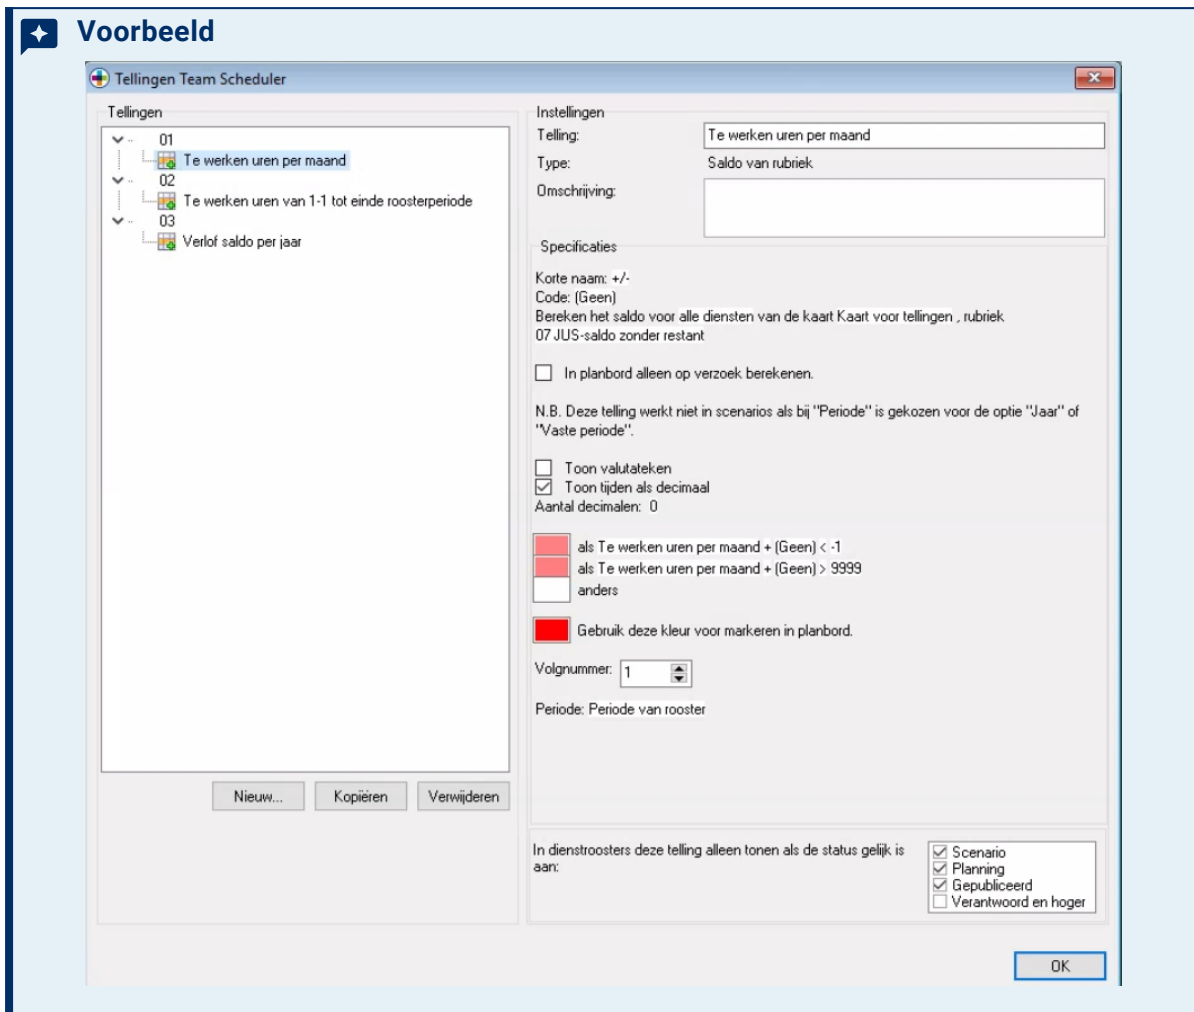 Voorbeeld
Tellingen Team Scheduler
Tellingen
01
Te werken uren per maand
02
Te werken uren van 1-1 tot einde roosterperiode
03
Verlof saldo per jaar
Nieuw...
Kopiëren
Verwijderen
Instellingen
Telling:
Te werken uren per maand
Type:
Saldo van rubriek
Omschrijving:
Specificaties
Korte naam: +/-
Code: (Geen)
Bereken het saldo voor alle diensten van de kaart Kaart voor tellingen , rubriek
07 JUS-saldo zonder restant
In planbord alleen op verzoek berekenen.
N.B. Deze telling werkt niet in scenarios als bij "Periode" is gekozen voor de optie "Jaar" of
"Vaste periode".
Toon valutateken
Toon tijden als decimaal
Aantal decimalen: 0
als Te werken uren per maand + (Geen) < -1
als Te werken uren per maand + (Geen) > 9999
anders
Gebruik deze kleur voor markeren in planbord.
Volgnummer: 1
Periode: Periode van rooster
In dienstroosters deze telling alleen tonen als de status gelijk is
aan:
Scenario
Planning
Gepubliceerd
Verantwoord en hoger
OK